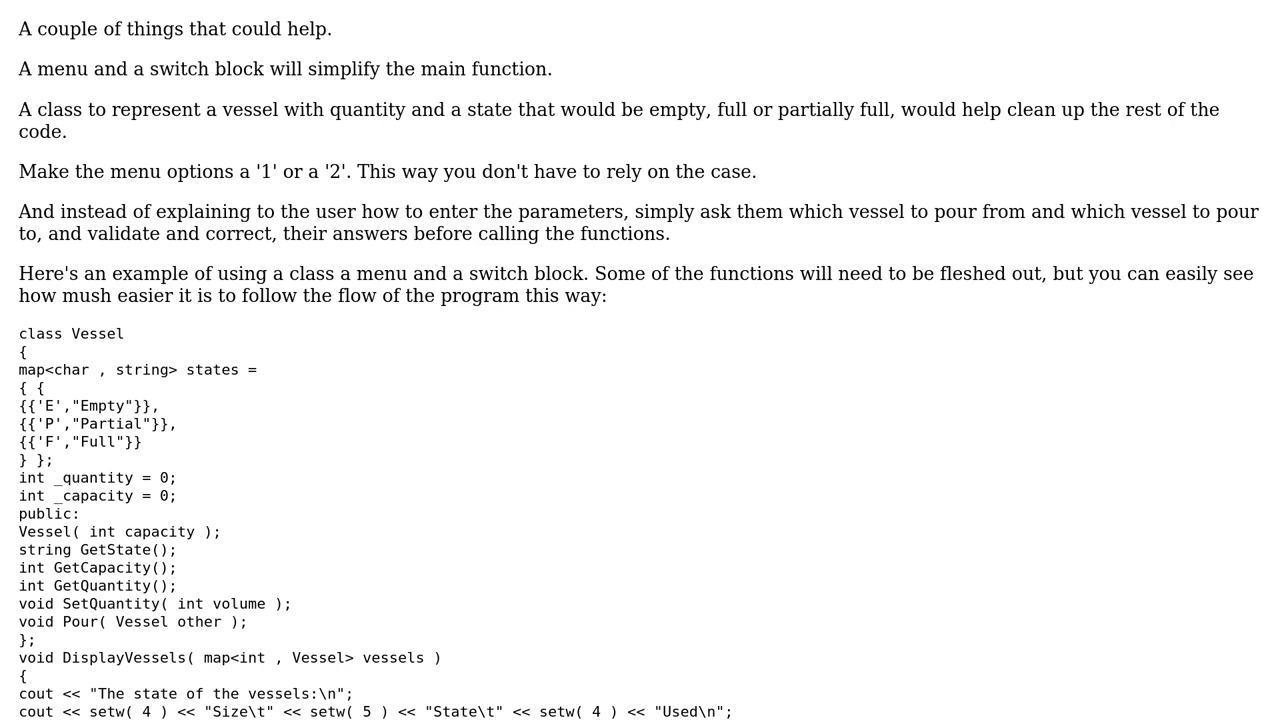 A couple of things that could help.
A menu and a switch block will simplify the main function.
A class to represent a vessel with quantity and a state that would be empty, full or partially full, would help clean up the rest of the
code.
Make the menu options a '1' or a '2'. This way you don't have to rely on the case.
And instead of explaining to the user how to enter the parameters, simply ask them which vessel to pour from and which vessel to pour
to, and validate and correct, their answers before calling the functions.
Here's an example of using a class a menu and a switch block. Some of the functions will need to be fleshed out, but you can easily see
how mush easier it is to follow the flow of the program this way:
class Vessel
{
map<char , string> states =
{ {
{{'E',"Empty"}},
{{'P',"Partial"}},
{{'F',"Full"}}
} };
int _quantity = 0;
int _capacity = 0;
public:
Vessel( int capacity );
string GetState();
int GetCapacity();
int GetQuantity();
void SetQuantity( int volume );
void Pour( Vessel other );
};
void DisplayVessels( map<int , Vessel> vessels )
{
cout << "The state of the vessels:\n";
cout << setw( 4 ) << "Size\t" << setw( 5 ) << "State\t" << setw( 4 ) << "Used\n";